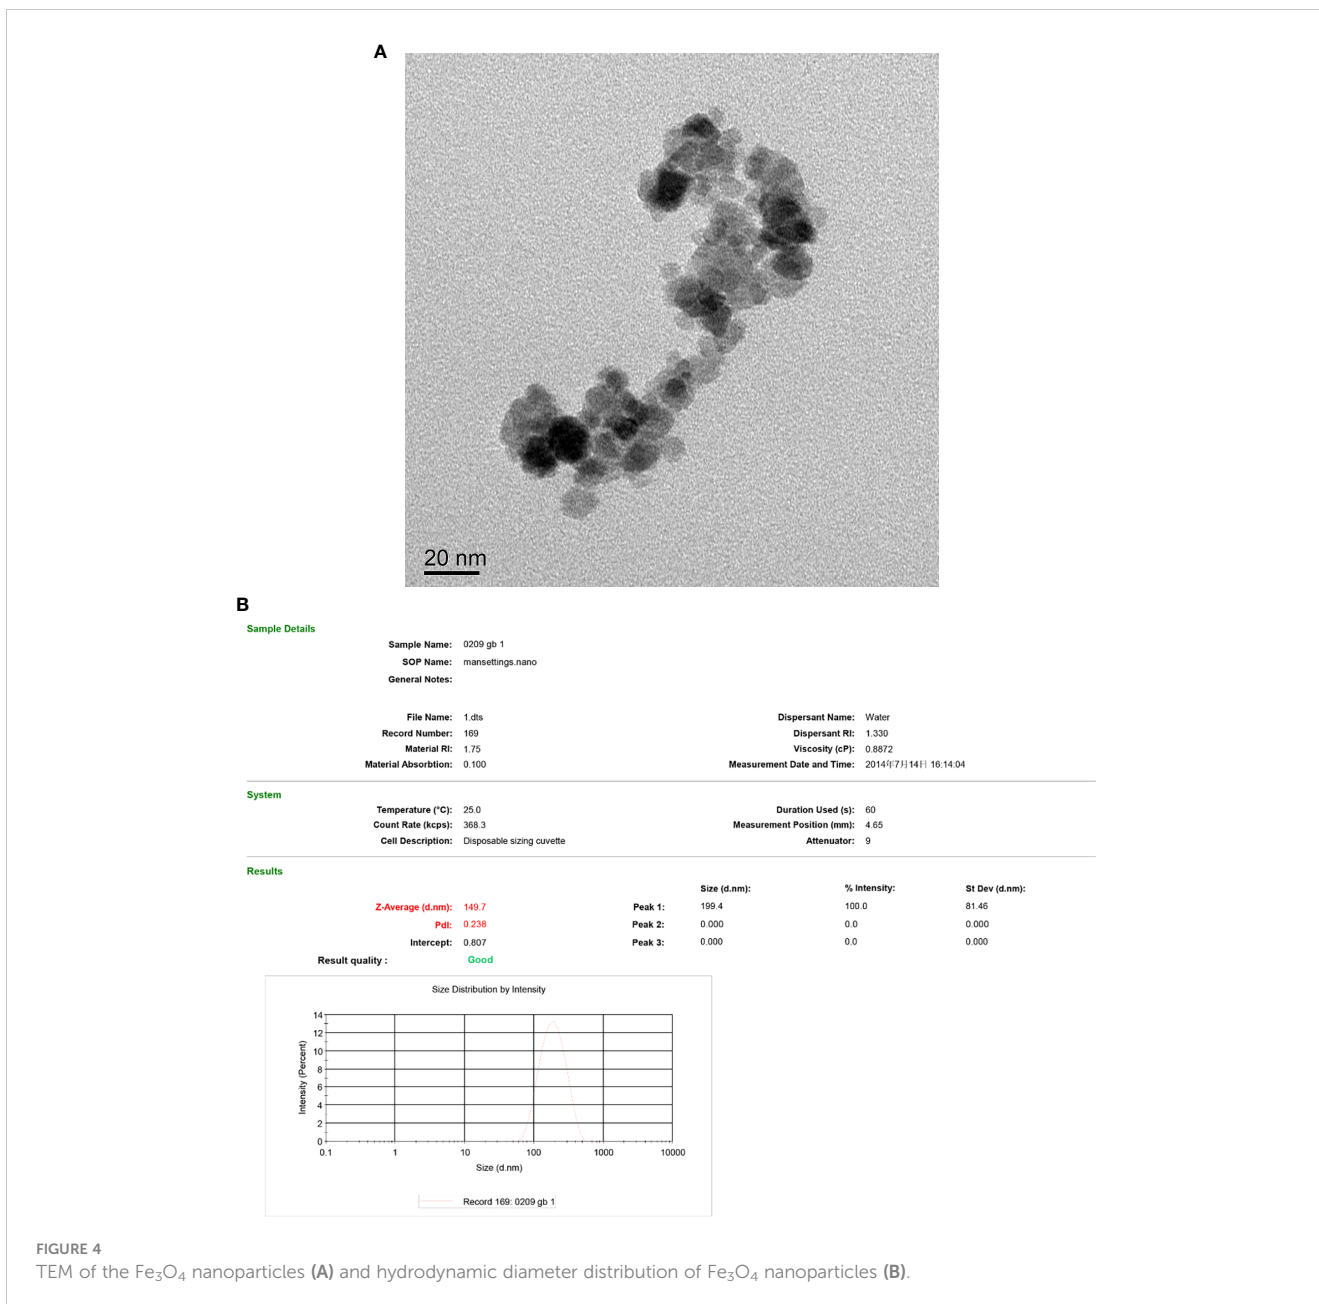 A
20 nm
B
Sample Details
Sample Name: 0209 gb 1
SOP Name: mansettings.nano
General Notes:
File Name: 1.dts Dispersant Name: Water
Record Number: 169 Dispersant RI: 1.330
Material RI: 1.75 Viscosity (cP): 0.8872
Material Absorbtion: 0.100 Measurement Date and Time: 2014年7月14日 16:14:04
System
Temperature (°C): 25.0 Duration Used (s): 60
Count Rate (kcps): 368.3 Measurement Position (mm): 4.65
Cell Description: Disposable sizing cuvette Attenuator: 9
Results
Size (d.nm): % Intensity: St Dev (d.nm):
Z-Average (d.nm): 149.7 Peak 1: 199.4 100.0 81.46
PdI: 0.238 Peak 2: 0.000 0.0 0.000
Intercept: 0.807 Peak 3: 0.000 0.0 0.000
Result quality : Good
Size Distribution by Intensity
Intensity (Percent)
14
12
10
8
6
4
2
0
0.1 1 10 100 1000 10000
Size (d.nm)
Record 169: 0209 gb 1
FIGURE 4
TEM of the Fe₃O₄ nanoparticles (A) and hydrodynamic diameter distribution of Fe₃O₄ nanoparticles (B).